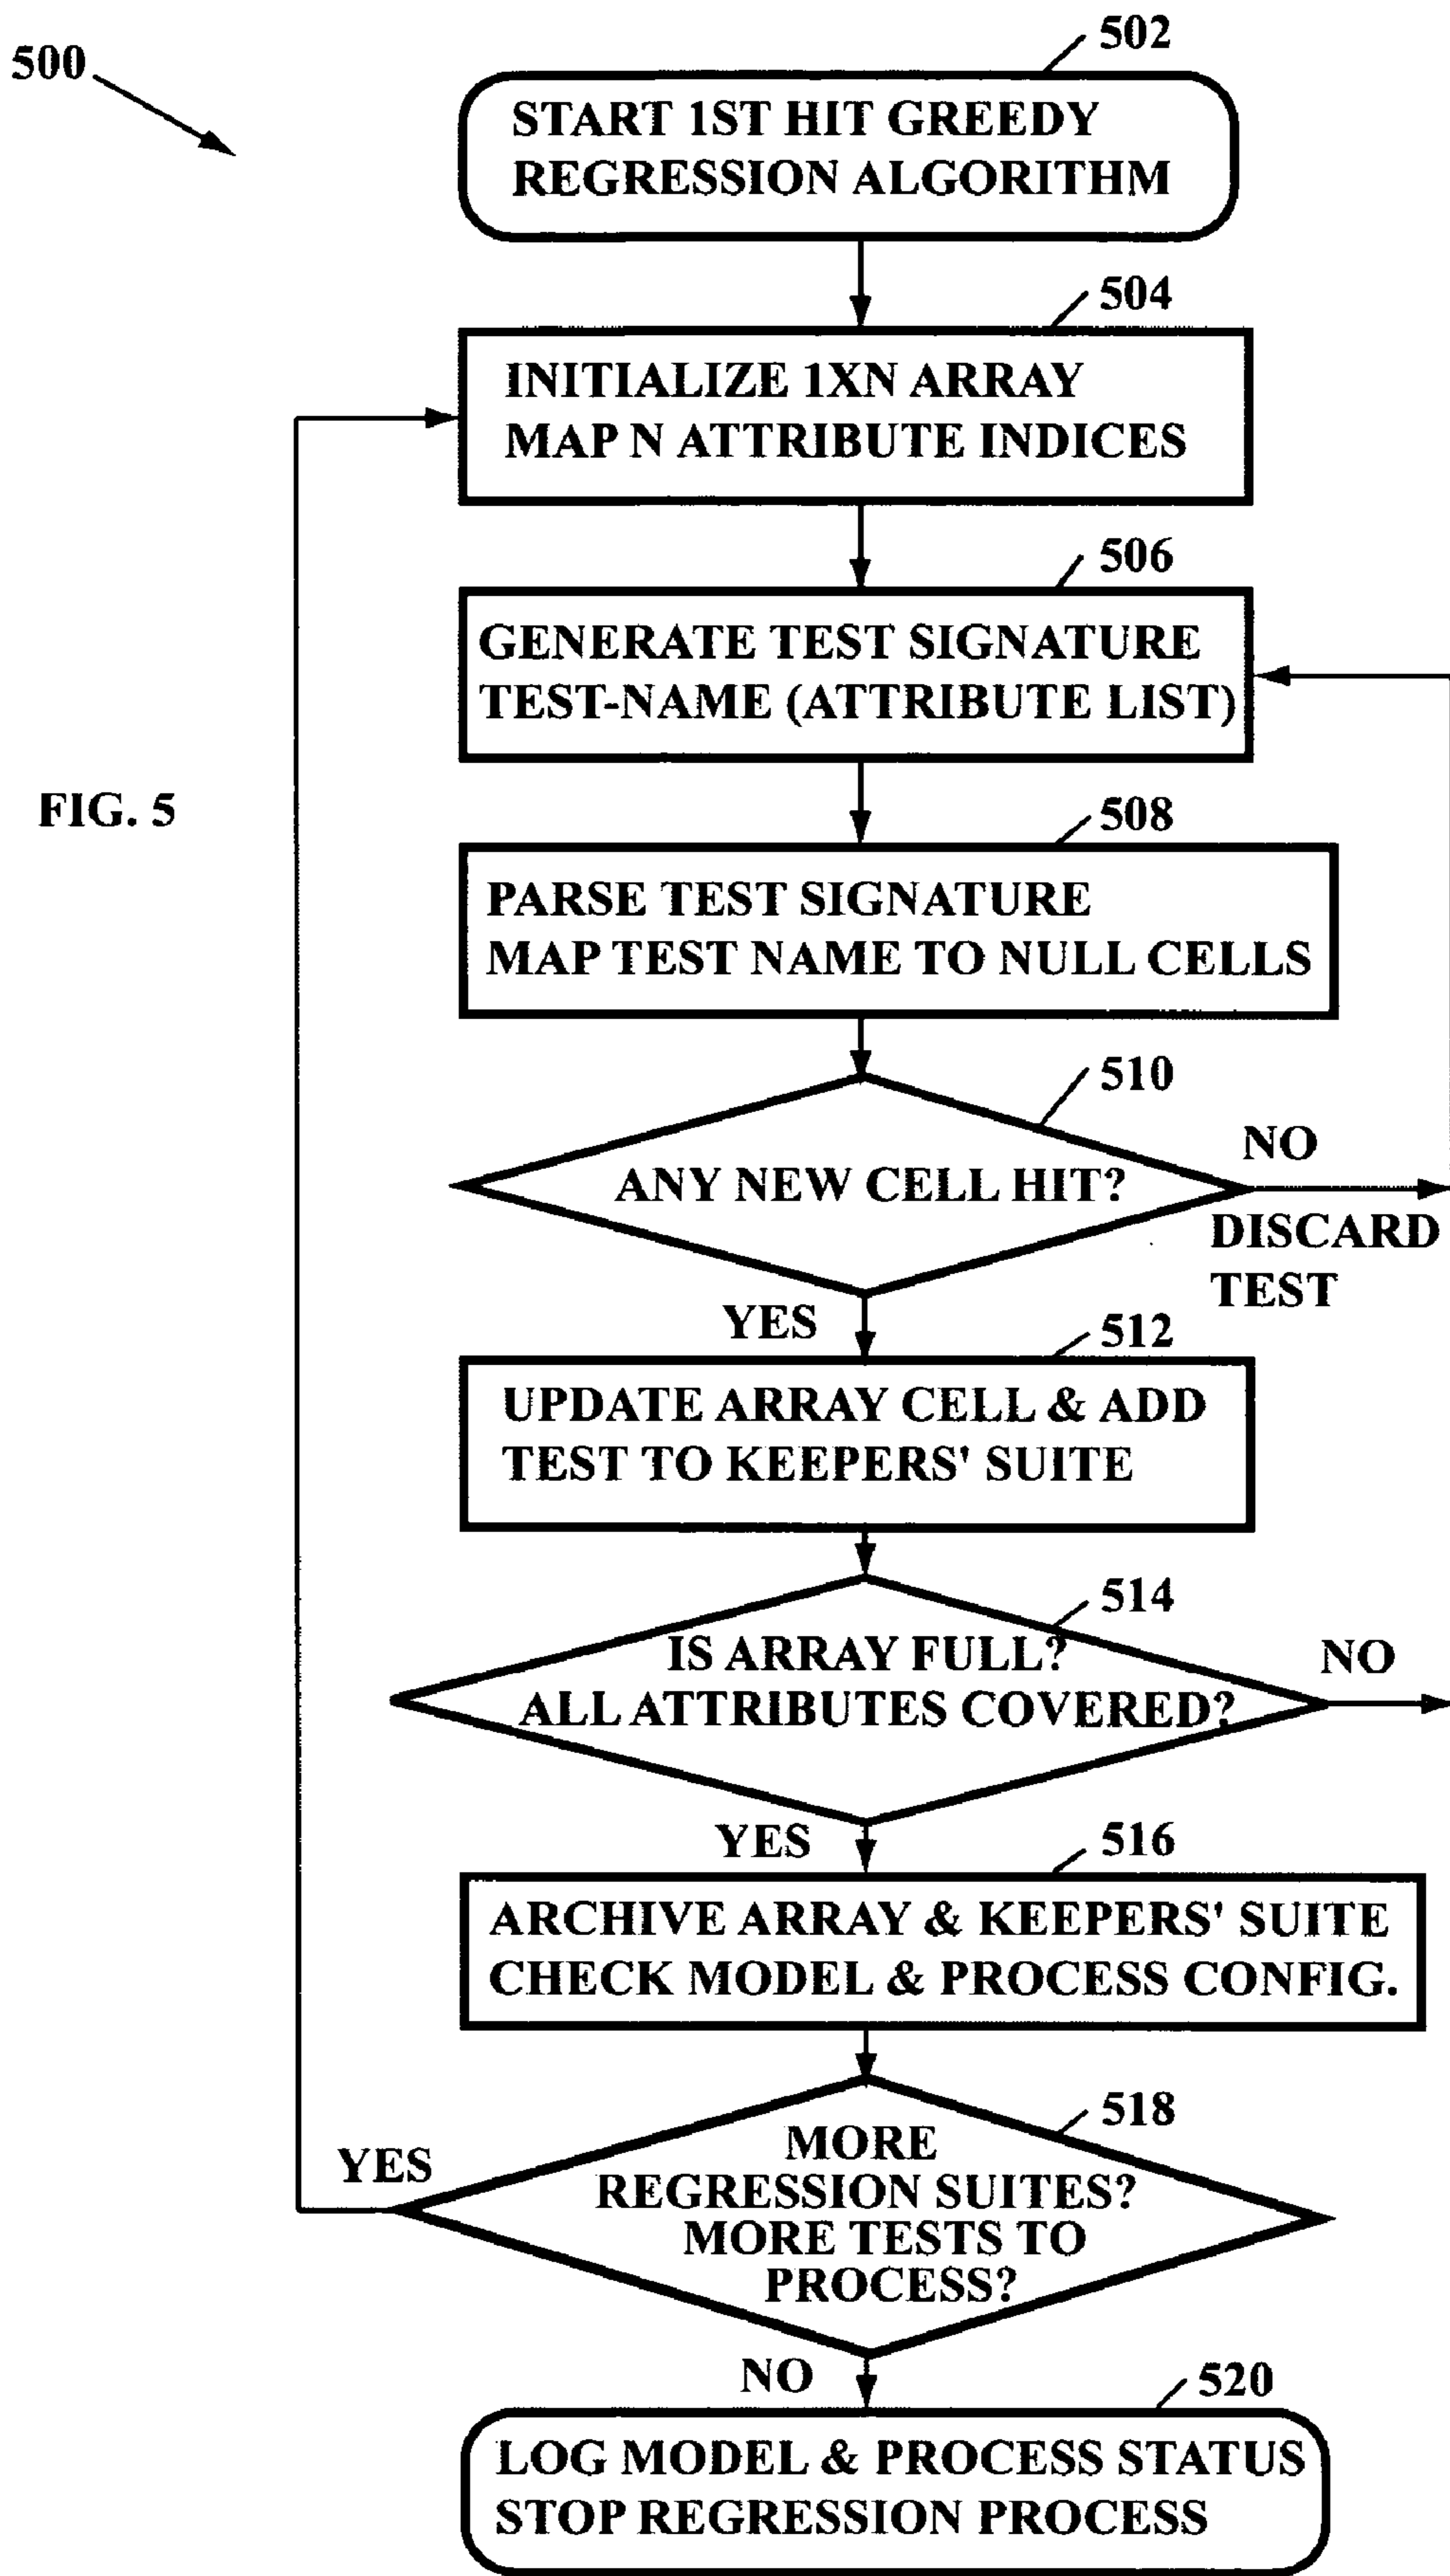 500
502
START 1ST HIT GREEDY
REGRESSION ALGORITHM
504
INITIALIZE 1XN ARRAY
MAP N ATTRIBUTE INDICES
506
GENERATE TEST SIGNATURE
TEST-NAME (ATTRIBUTE LIST)
FIG. 5
508
PARSE TEST SIGNATURE
MAP TEST NAME TO NULL CELLS
510
ANY NEW CELL HIT?
NO
DISCARD
TEST
YES
512
UPDATE ARRAY CELL & ADD
TEST TO KEEPERS' SUITE
514
IS ARRAY FULL?
ALL ATTRIBUTES COVERED?
NO
YES
516
ARCHIVE ARRAY & KEEPERS' SUITE
CHECK MODEL & PROCESS CONFIG.
518
MORE
REGRESSION SUITES?
MORE TESTS TO
PROCESS?
YES
NO
520
LOG MODEL & PROCESS STATUS
STOP REGRESSION PROCESS